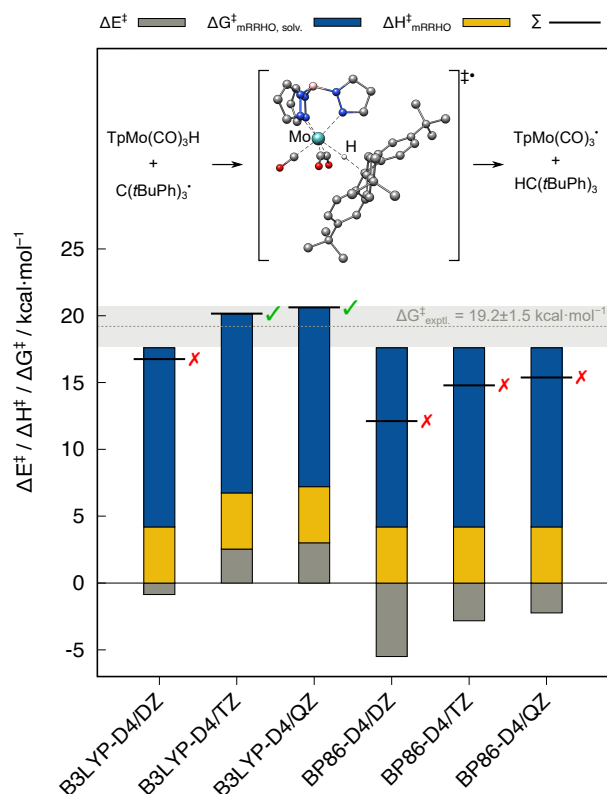 ΔE‡ ΔG‡mRRHO, solv. ΔH‡mRRHO Σ
‡•
TpMo(CO)3H
+
C(tBuPh)3•
Mo
H
TpMo(CO)3•
+
HC(tBuPh)3
ΔG‡exptl. = 19.2±1.5 kcal·mol−1
ΔE‡ / ΔH‡ / ΔG‡ / kcal·mol−1
25
20
15
10
5
0
-5
B3LYP-D4/DZ
B3LYP-D4/TZ
B3LYP-D4/QZ
BP86-D4/DZ
BP86-D4/TZ
BP86-D4/QZ